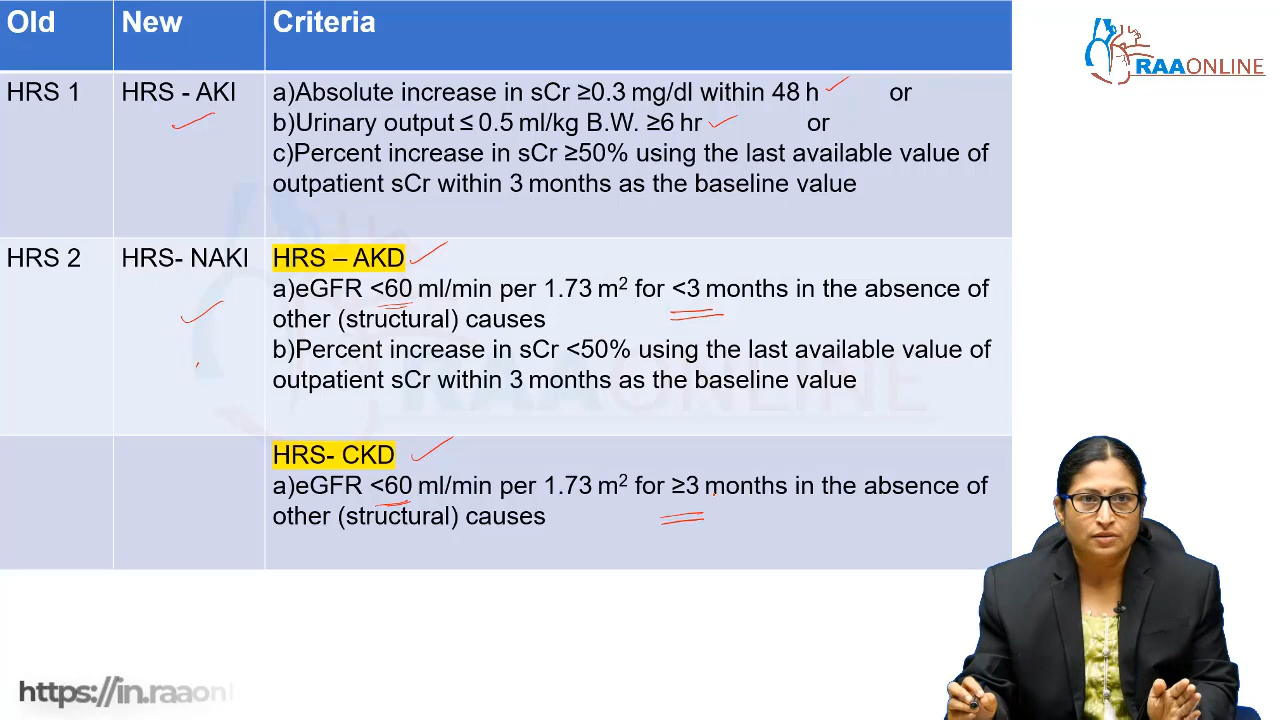 Old New Criteria
HRS 1 HRS - AKI a)Absolute increase in sCr ≥0.3 mg/dl within 48 h or
b)Urinary output ≤ 0.5 ml/kg B.W. ≥6 hr or
c)Percent increase in sCr ≥50% using the last available value of
outpatient sCr within 3 months as the baseline value
HRS 2 HRS- NAKI HRS – AKD
a)eGFR <60 ml/min per 1.73 m² for <3 months in the absence of
other (structural) causes
b)Percent increase in sCr <50% using the last available value of
outpatient sCr within 3 months as the baseline value
HRS- CKD
a)eGFR <60 ml/min per 1.73 m² for ≥3 months in the absence of
other (structural) causes
RAAONLINE
RAAONLINE
https://in.raaonl